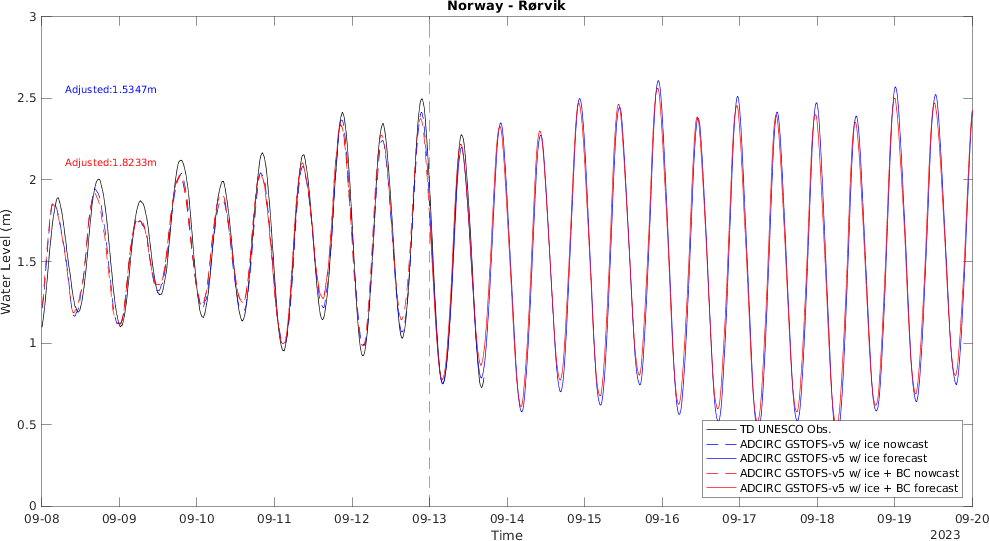 Norway - Rørvik
Water Level (m)
3
2.5
2
1.5
1
0.5
0
Adjusted:1.5347m
Adjusted:1.8233m
TD UNESCO Obs.
ADCIRC GSTOFS-v5 w/ ice nowcast
ADCIRC GSTOFS-v5 w/ ice forecast
ADCIRC GSTOFS-v5 w/ ice + BC nowcast
ADCIRC GSTOFS-v5 w/ ice + BC forecast
09-08 09-09 09-10 09-11 09-12 09-13 09-14 09-15 09-16 09-17 09-18 09-19 09-20
Time
2023